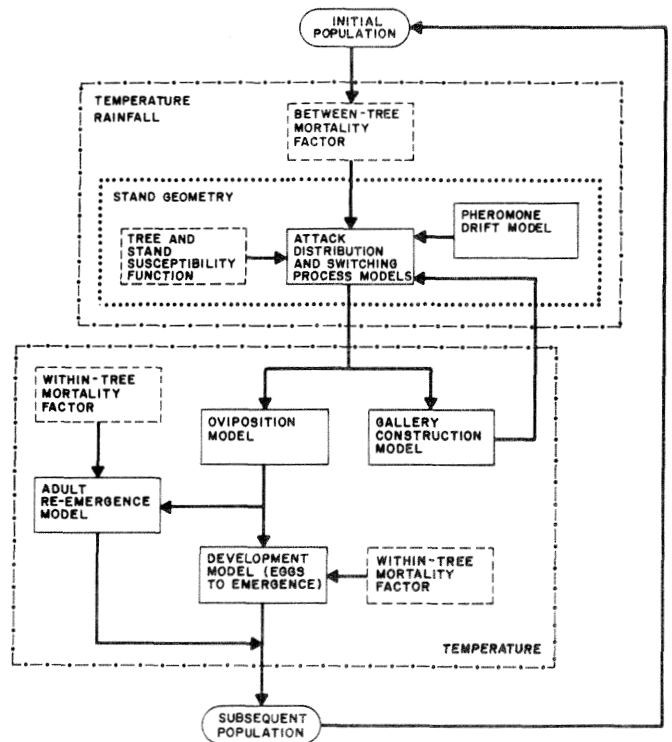 INITIAL
POPULATION
TEMPERATURE
RAINFALL
BETWEEN-TREE
MORTALITY
FACTOR
STAND GEOMETRY
PHEROMONE
DRIFT MODEL
TREE AND
STAND
SUSCEPTIBILITY
FUNCTION
ATTACK
DISTRIBUTION
AND SWITCHING
PROCESS MODELS
WITHIN-TREE
MORTALITY
FACTOR
OVIPOSITION
MODEL
GALLERY
CONSTRUCTION
MODEL
ADULT
RE-EMERGENCE
MODEL
DEVELOPMENT
MODEL (EGGS
TO EMERGENCE)
WITHIN-TREE
MORTALITY
FACTOR
TEMPERATURE
SUBSEQUENT
POPULATION